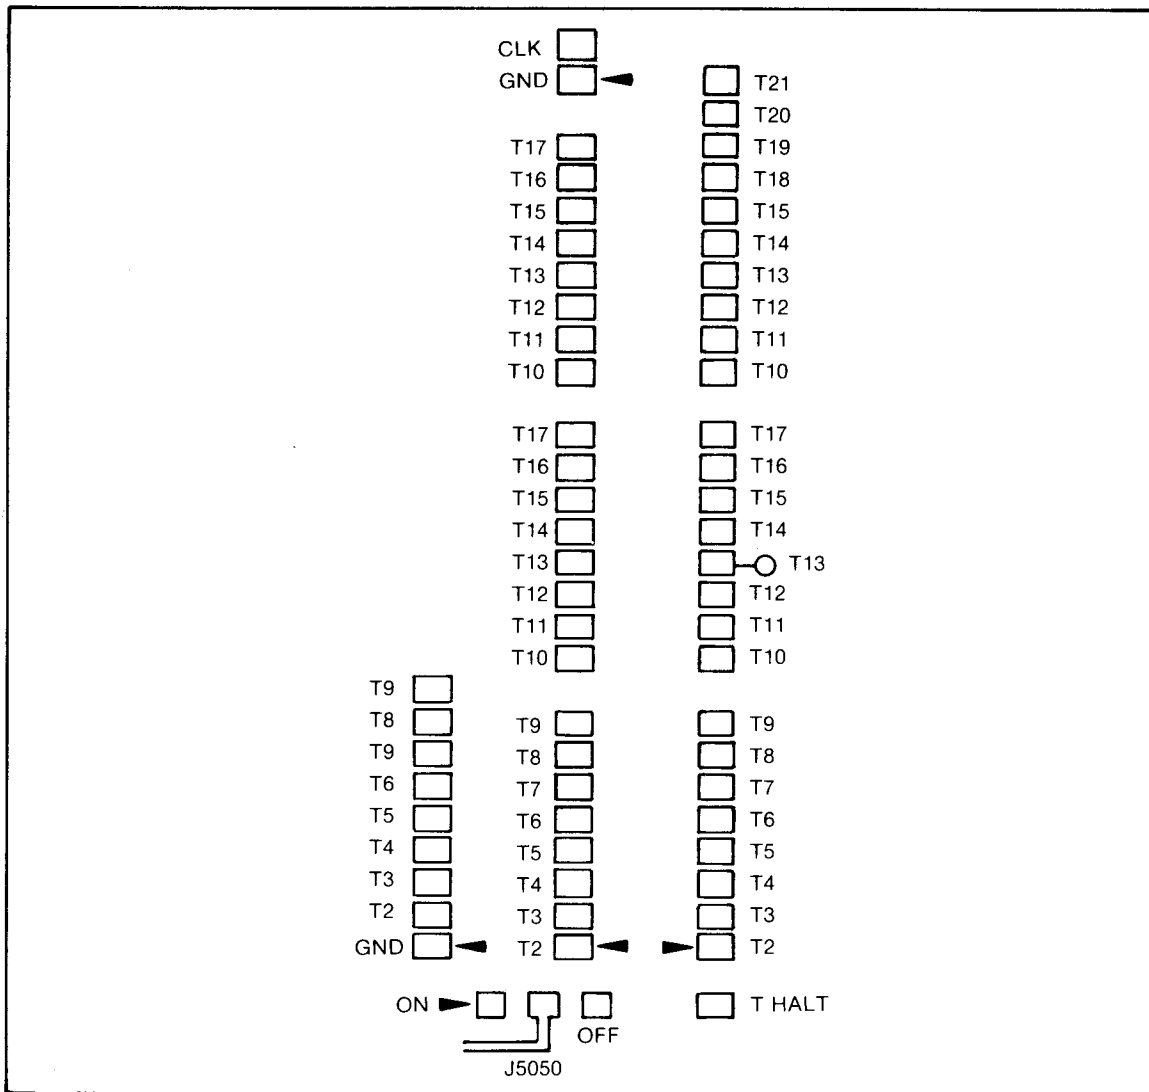 CLK
GND T21
T20
T17 T19
T16 T18
T15 T15
T14 T14
T13 T13
T12 T12
T11 T11
T10 T10
T17 T17
T16 T16
T15 T15
T14 T14
T13 T13
T12 T12
T11 T11
T10 T10
T9
T8 T9 T9
T9 T8 T8
T6 T7 T7
T5 T6 T6
T4 T5 T5
T3 T4 T4
T2 T3 T3
GND T2 T2
ON T HALT
OFF
J5050